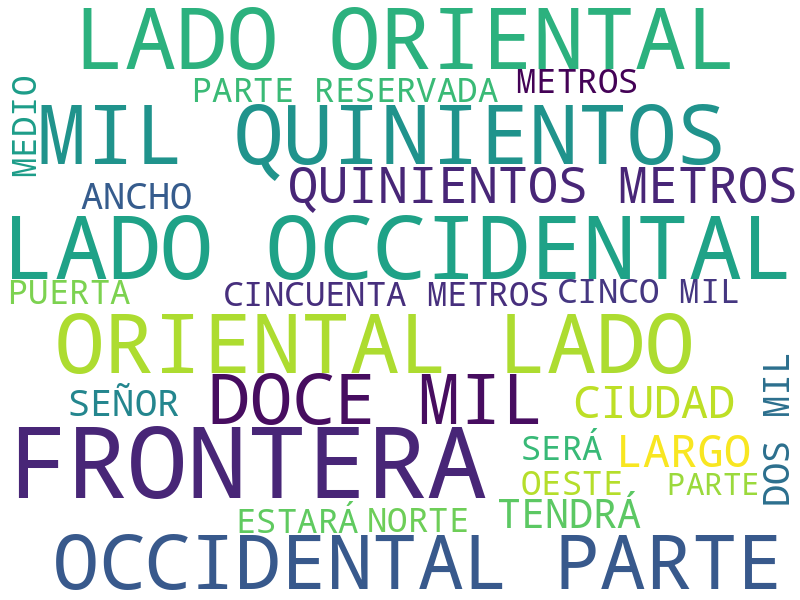 LADO ORIENTAL
PARTE RESERVADA
METROS
MEDIO
MIL QUINIENTOS
ANCHO
QUINIENTOS METROS
LADO OCCIDENTAL
PUERTA
CINCUENTA METROS
CINCO MIL
ORIENTAL LADO
SEÑOR
DOCE MIL
CIUDAD
DOS MIL
FRONTERA
SERÁ
LARGO
OESTE
PARTE
ESTARÁ
NORTE
TENDRÁ
OCCIDENTAL PARTE